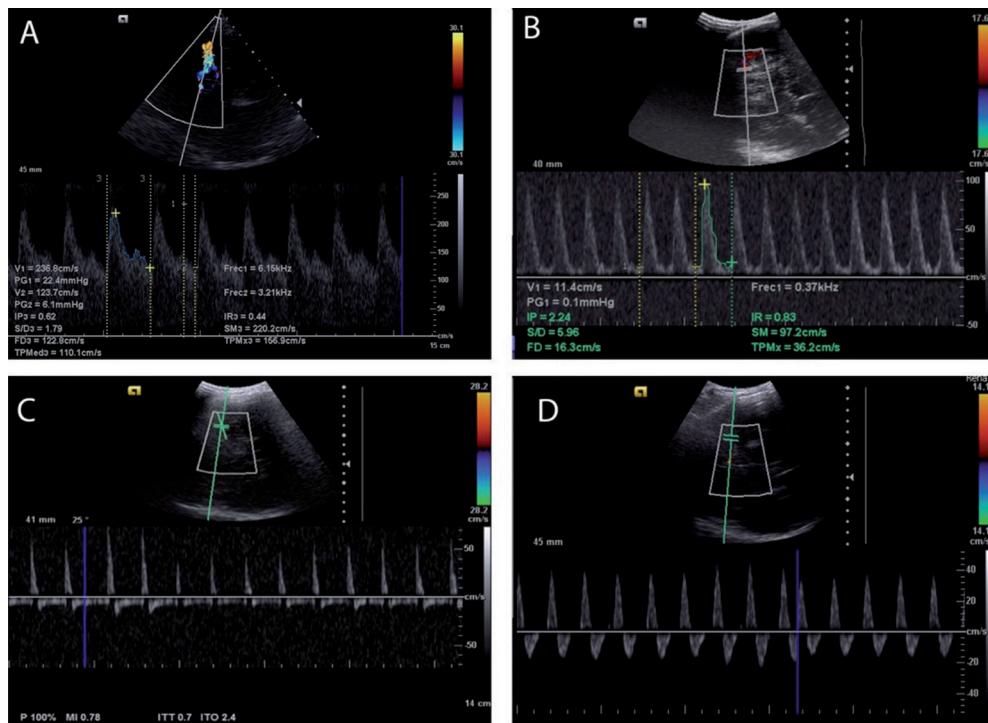 A
30.1
30.1
cm/s
45 mm
3 3
1
250
200
150
100
50
V1 = 236.8cm/s Frec1 = 6.15kHz
PG1 = 22.4mmHg
V2 = 123.7cm/s Frec2 = 3.21kHz
PG2 = 6.1mmHg
IP3 = 0.62 IR3 = 0.44
S/D3 = 1.79 SM3 = 220.2cm/s
FD3 = 122.8cm/s TPMx3 = 156.9cm/s
TPMed3 = 110.1cm/s
cm/s
15 cm
B
17.6
17.6
cm/s
40 mm
100
50
cm/s
-50
1
V1 = 11.4cm/s Frec1 = 0.37kHz
PG1 = 0.1mmHg
IP = 2.24 IR = 0.83
S/D = 5.96 SM = 97.2cm/s
FD = 16.3cm/s TPMx = 36.2cm/s
C
28.2
28.2
cm/s
41 mm 25 °
50
cm/s
-50
14 cm
P 100% MI 0.78 ITT 0.7 ITO 2.4
D
14.1
14.1
cm/s
45 mm
40
20
cm/s
-20
-40